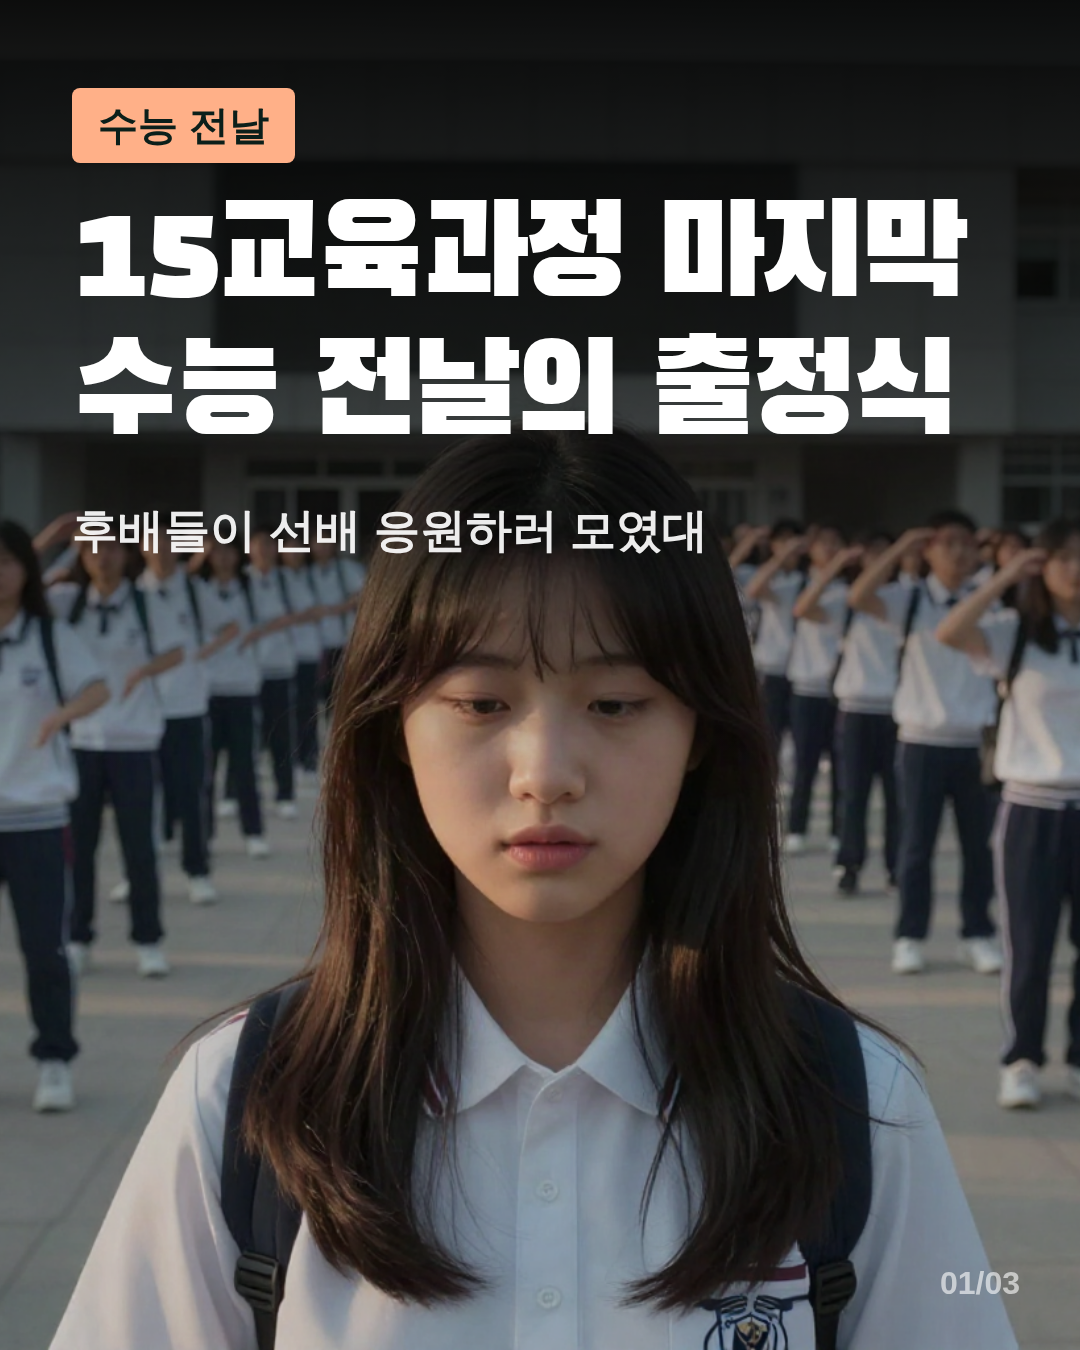 수능 전날
15교육과정 마지막
수능 전날의 출정식
후배들이 선배 응원하러 모였대
01/03